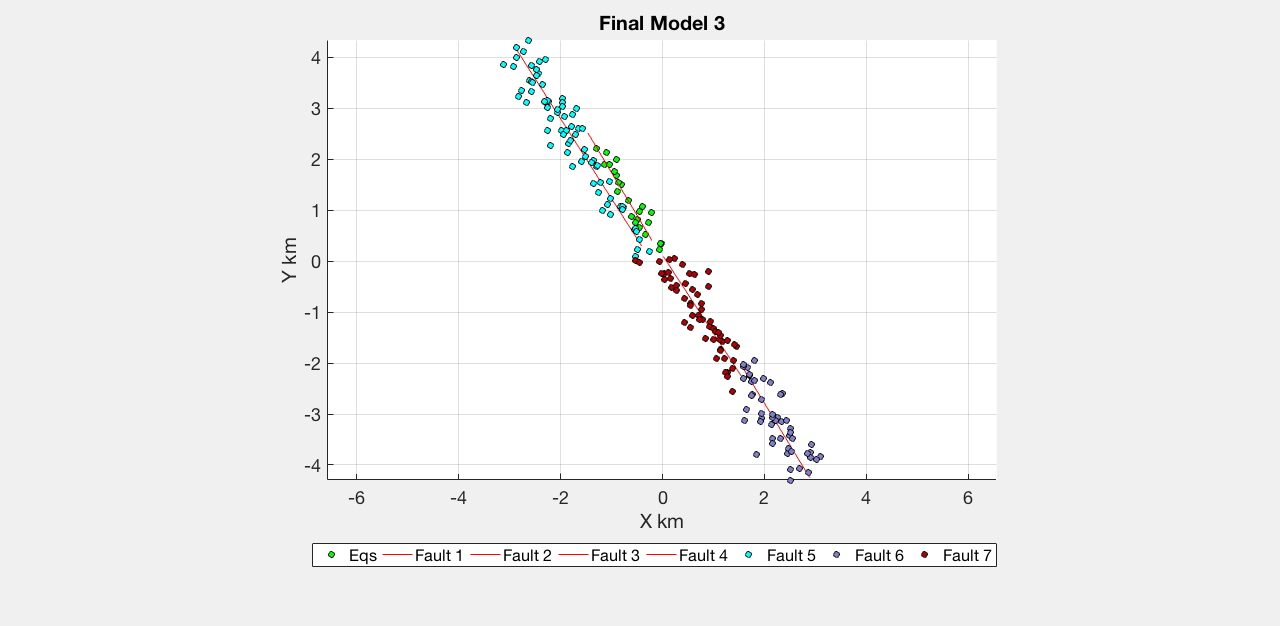 Final Model 3
4
3
2
1
0
-1
-2
-3
-4
Y km
-6 -4 -2 0 2 4 6
X km
Eqs Fault 1 Fault 2 Fault 3 Fault 4 Fault 5 Fault 6 Fault 7